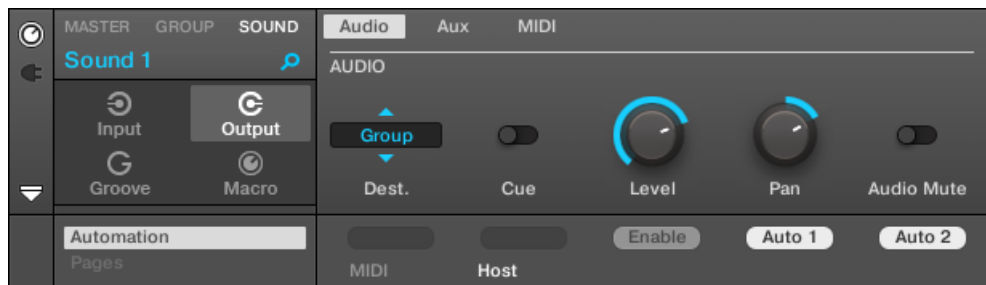 MASTER GROUP SOUND
Sound 1
Input Output
Groove Macro
Automation
Pages
Audio Aux MIDI
AUDIO
Group
Dest. Cue Level Pan Audio Mute
Enable Auto 1 Auto 2
MIDI Host